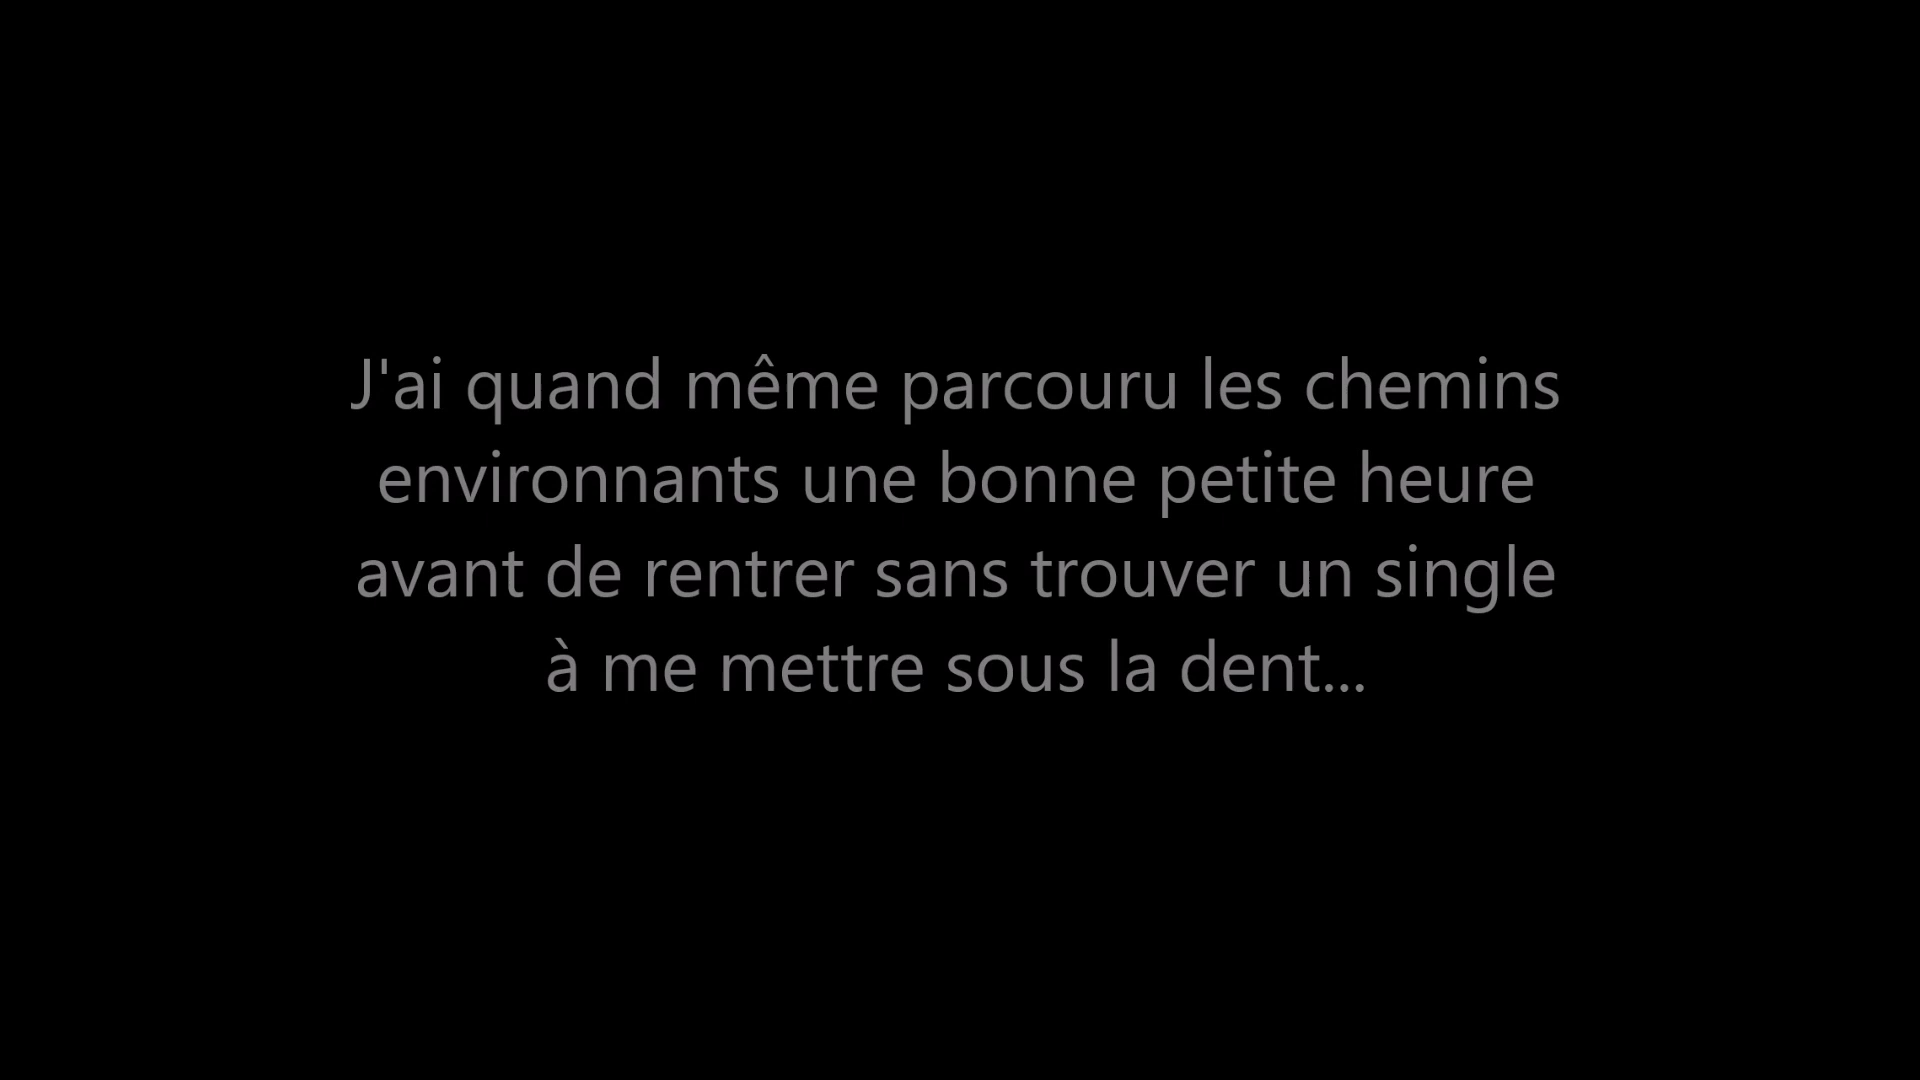 J'ai quand même parcouru les chemins
environnants une bonne petite heure
avant de rentrer sans trouver un single
à me mettre sous la dent...